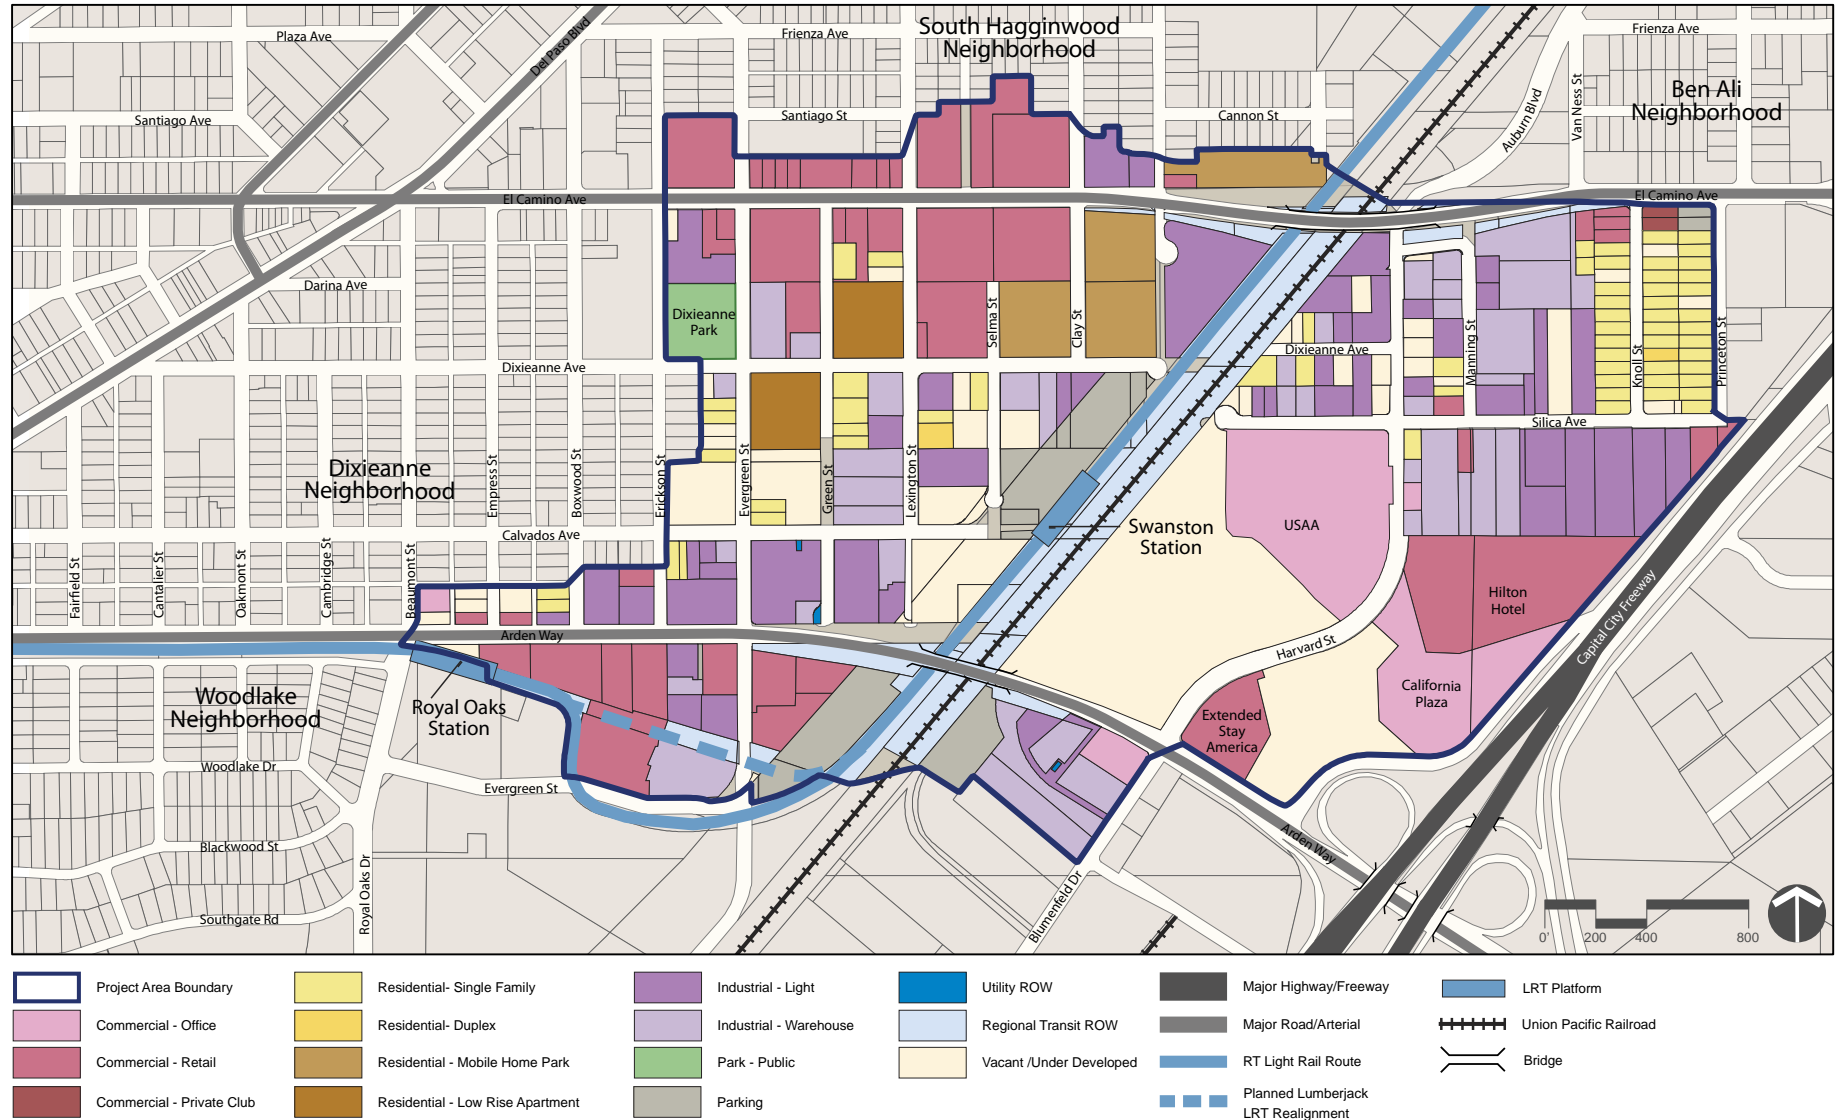 South Hagginwood
Neighborhood
Plaza Ave
Del Paso Blvd
Frienza Ave
Frienza Ave
Ben Ali
Neighborhood
Van Ness St
Auburn Blvd
Santiago Ave
Santiago St
Cannon St
El Camino Ave
El Camino Ave
Darina Ave
Dixieanne
Park
Selma St
Clay St
Dixieanne Ave
Dixieanne Ave
Manning St
Knoll St
Princeton St
Silica Ave
Dixieanne
Neighborhood
Empress St
Boxwood St
Erickson St
Evergreen St
Green St
Lexington St
Swanston
Station
USAA
Calvados Ave
Fairfield St
Cantalier St
Oakmont St
Cambridge St
Beaumont St
Hilton
Hotel
Capital City Freeway
Arden Way
Harvard St
Woodlake
Neighborhood
Royal Oaks
Station
California
Plaza
Extended
Stay
America
Woodlake Dr
Evergreen St
Blackwood St
Arden Way
Royal Oaks Dr
Blumenfeld Dr
Southgate Rd
0' 200 400 800
Project Area Boundary
Commercial - Office
Commercial - Retail
Commercial - Private Club
Residential- Single Family
Residential- Duplex
Residential - Mobile Home Park
Residential - Low Rise Apartment
Industrial - Light
Industrial - Warehouse
Park - Public
Parking
Utility ROW
Regional Transit ROW
Vacant /Under Developed
Major Highway/Freeway
Major Road/Arterial
RT Light Rail Route
Planned Lumberjack
LRT Realignment
LRT Platform
Union Pacific Railroad
Bridge